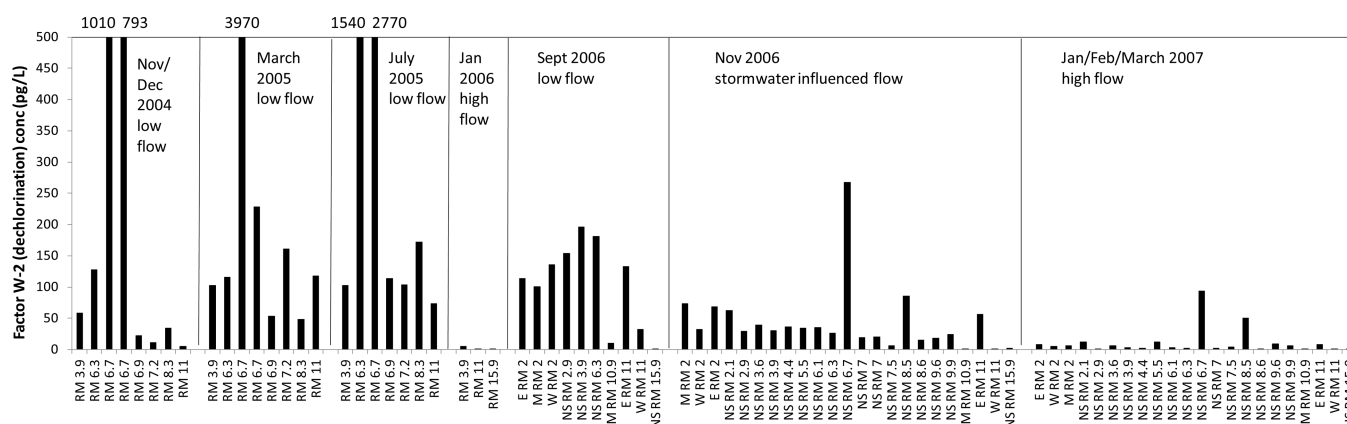 1010 793
3970
1540 2770
Factor W-2 (dechlorination) conc (pg/L)
500
450
400
350
300
250
200
150
100
50
0
Nov/
Dec
2004
low
flow
March
2005
low flow
July
2005
low flow
Jan
2006
high
flow
Sept 2006
low flow
Nov 2006
stormwater influenced flow
Jan/Feb/March 2007
high flow
RM 3.9
RM 6.3
RM 6.7
RM 6.7
RM 6.9
RM 7.2
RM 8.3
RM 11
RM 3.9
RM 6.3
RM 6.7
RM 6.7
RM 6.9
RM 7.2
RM 8.3
RM 11
RM 3.9
RM 6.3
RM 6.7
RM 6.9
RM 7.2
RM 8.3
RM 11
RM 3.9
RM 11
RM 15.9
E RM 2
M RM 2
W RM 2
NS RM 2.9
NS RM 3.9
NS RM 6.3
M RM 10.9
E RM 11
W RM 11
NS RM 15.9
M RM 2
W RM 2
E RM 2
NS RM 2.1
NS RM 2.9
NS RM 3.6
NS RM 3.9
NS RM 4.4
NS RM 5.5
NS RM 6.1
NS RM 6.3
NS RM 6.7
NS RM 7
NS RM 7
NS RM 7.5
NS RM 8.5
NS RM 8.6
NS RM 9.6
NS RM 9.9
M RM 10.9
E RM 11
W RM 11
NS RM 15.9
E RM 2
W RM 2
M RM 2
NS RM 2.1
NS RM 2.9
NS RM 3.6
NS RM 3.9
NS RM 4.4
NS RM 5.5
NS RM 6.1
NS RM 6.3
NS RM 6.7
NS RM 7
NS RM 7.5
NS RM 8.5
NS RM 8.6
NS RM 9.6
NS RM 9.9
M RM 10.9
E RM 11
W RM 11